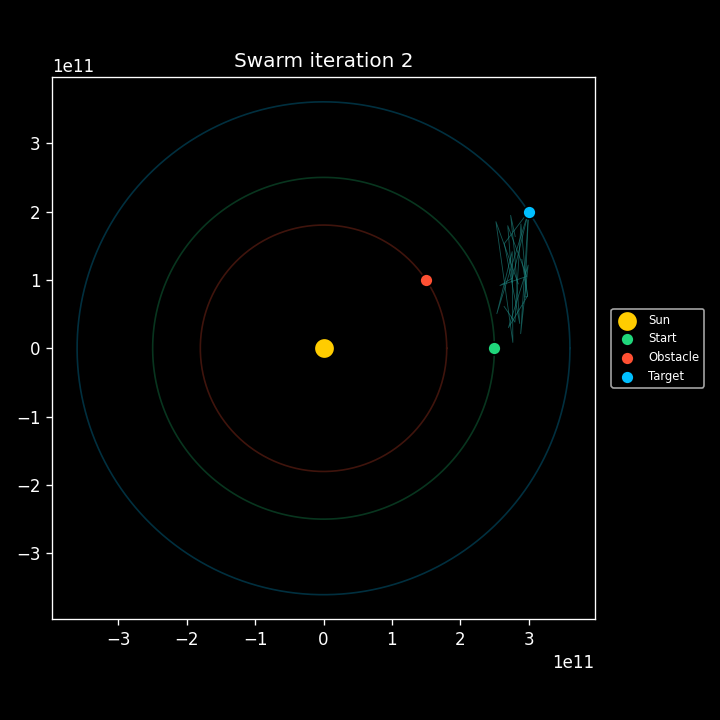 Swarm iteration 2
1e11
3
2
1
0
−1
−2
−3
−3 −2 −1 0 1 2 3
1e11
Sun
Start
Obstacle
Target